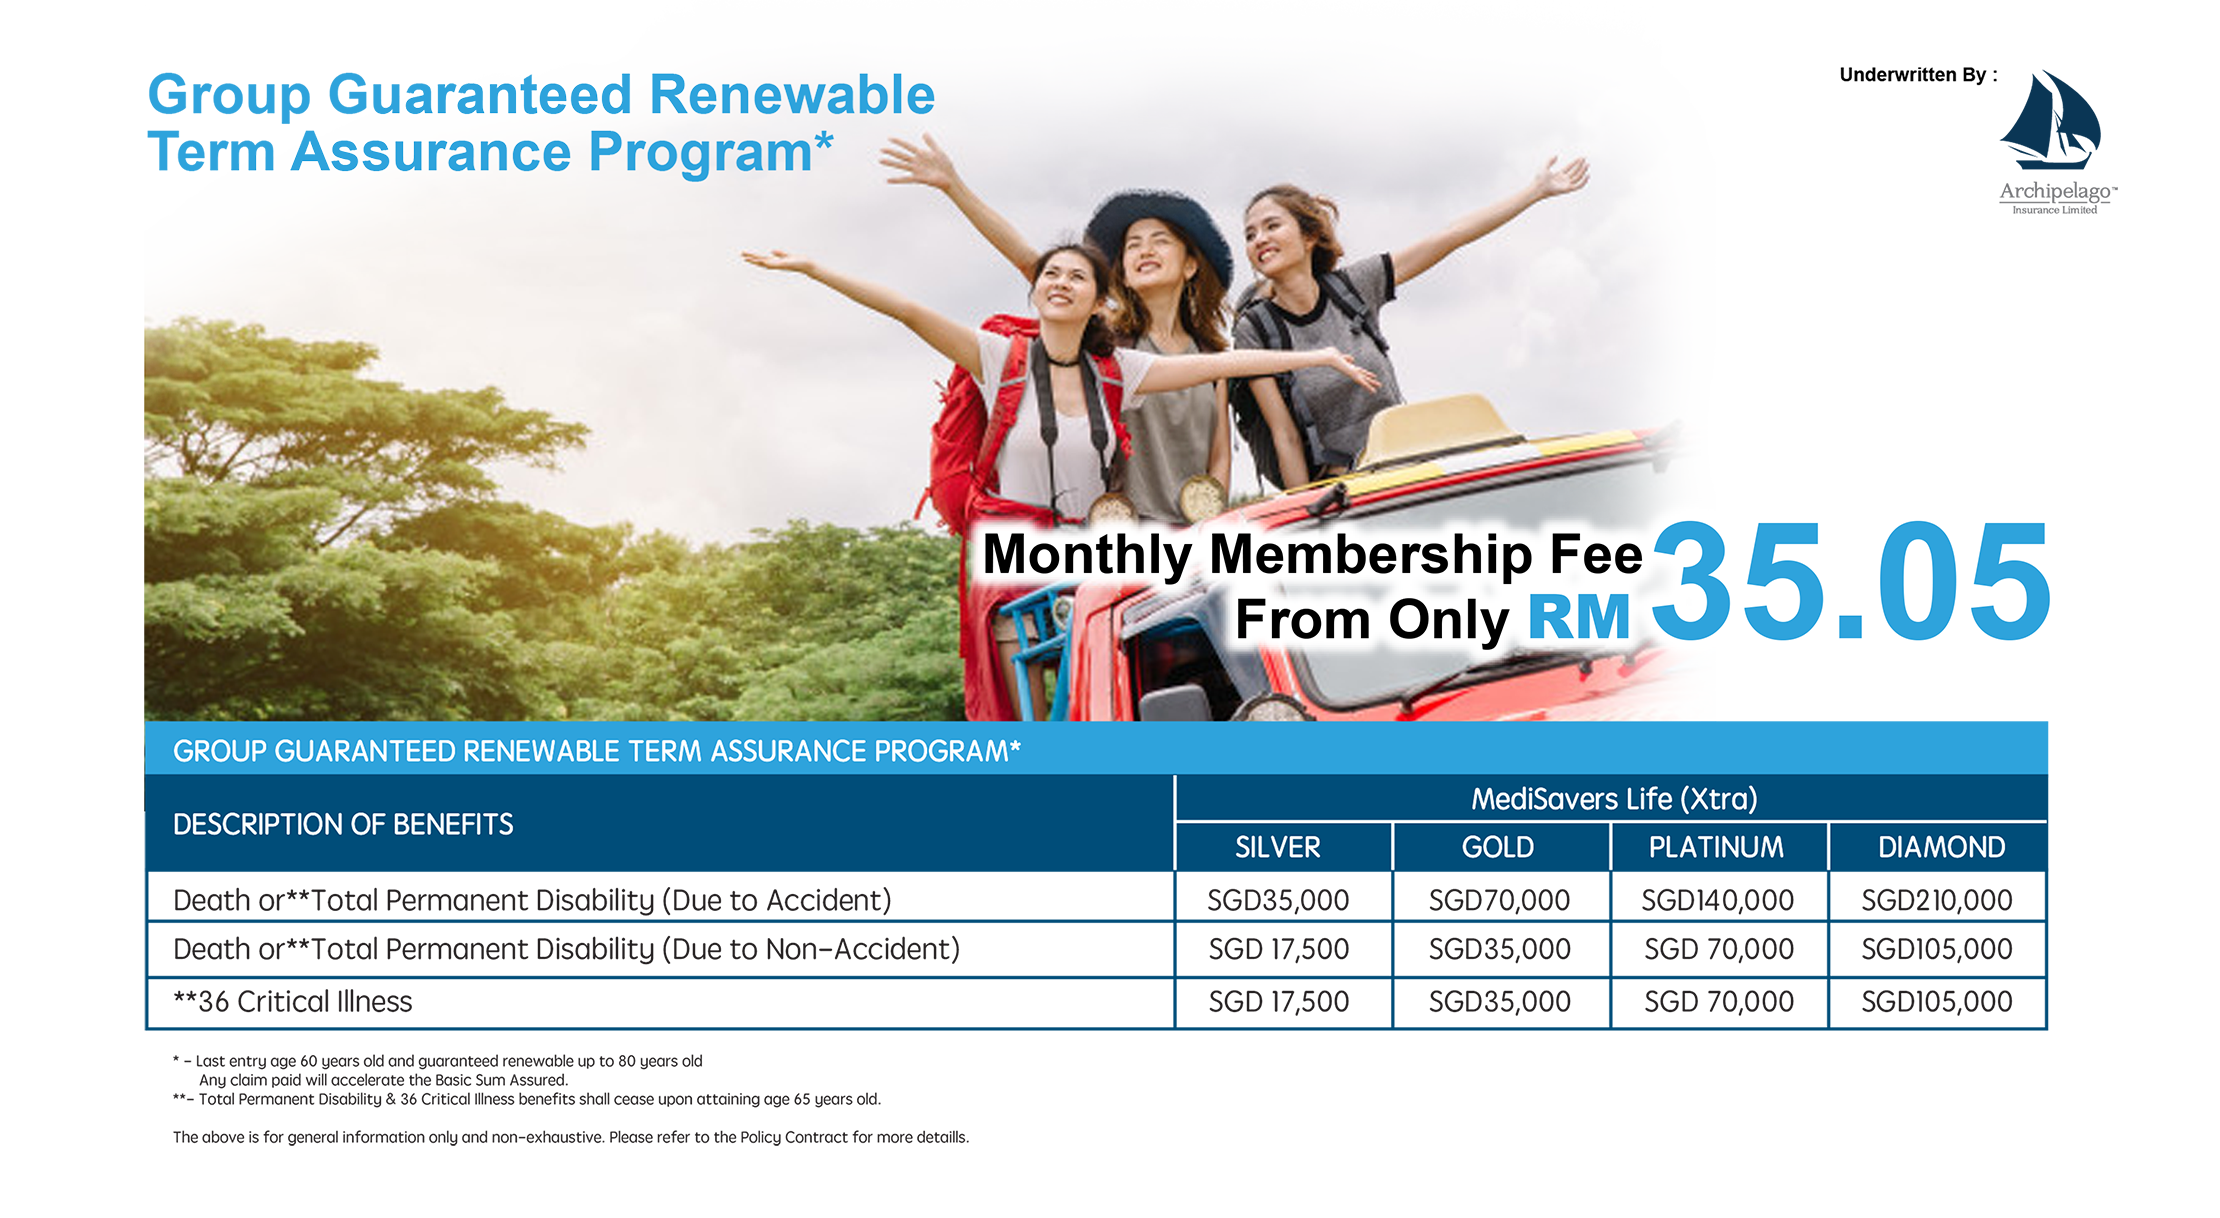 Group Guaranteed Renewable
Term Assurance Program*
Underwritten By :
Archipelago™
Insurance Limited
Monthly Membership Fee
From Only RM 35.05
GROUP GUARANTEED RENEWABLE TERM ASSURANCE PROGRAM*
DESCRIPTION OF BENEFITS
MediSavers Life (Xtra)
SILVER GOLD PLATINUM DIAMOND
Death or**Total Permanent Disability (Due to Accident) SGD35,000 SGD70,000 SGD140,000 SGD210,000
Death or**Total Permanent Disability (Due to Non-Accident) SGD 17,500 SGD35,000 SGD 70,000 SGD105,000
**36 Critical Illness SGD 17,500 SGD35,000 SGD 70,000 SGD105,000
* - Last entry age 60 years old and guaranteed renewable up to 80 years old
Any claim paid will accelerate the Basic Sum Assured.
**- Total Permanent Disability & 36 Critical Illness benefits shall cease upon attaining age 65 years old.
The above is for general information only and non-exhaustive. Please refer to the Policy Contract for more detaills.